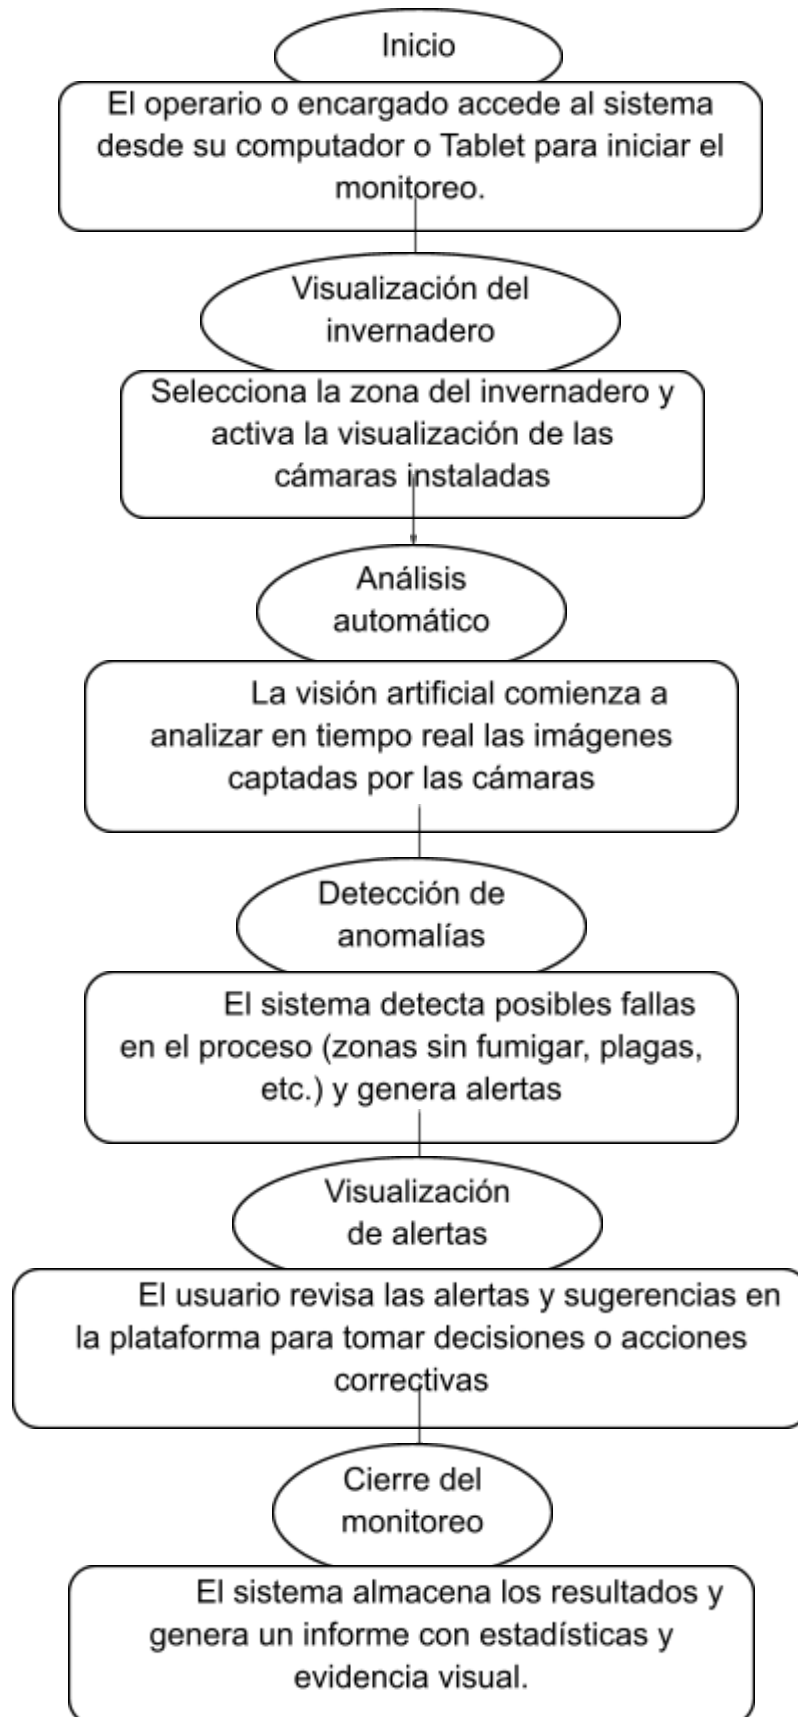 Inicio
El operario o encargado accede al sistema
desde su computador o Tablet para iniciar el
monitoreo.
Visualización del
invernadero
Selecciona la zona del invernadero y
activa la visualización de las
cámaras instaladas
Análisis
automático
La visión artificial comienza a
analizar en tiempo real las imágenes
captadas por las cámaras
Detección de
anomalías
El sistema detecta posibles fallas
en el proceso (zonas sin fumigar, plagas,
etc.) y genera alertas
Visualización
de alertas
El usuario revisa las alertas y sugerencias en
la plataforma para tomar decisiones o acciones
correctivas
Cierre del
monitoreo
El sistema almacena los resultados y
genera un informe con estadísticas y
evidencia visual.